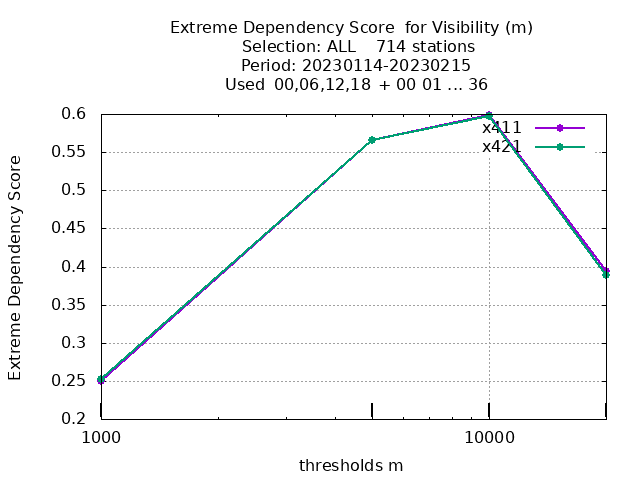 Extreme Dependency Score  for Visibility (m)
Selection: ALL    714 stations
Period: 20230114-20230215
Used  00,06,12,18  + 00 01 ... 36
Extreme Dependency Score
0.6
0.55
0.5
0.45
0.4
0.35
0.3
0.25
0.2
x411
x421
1000
10000
thresholds m